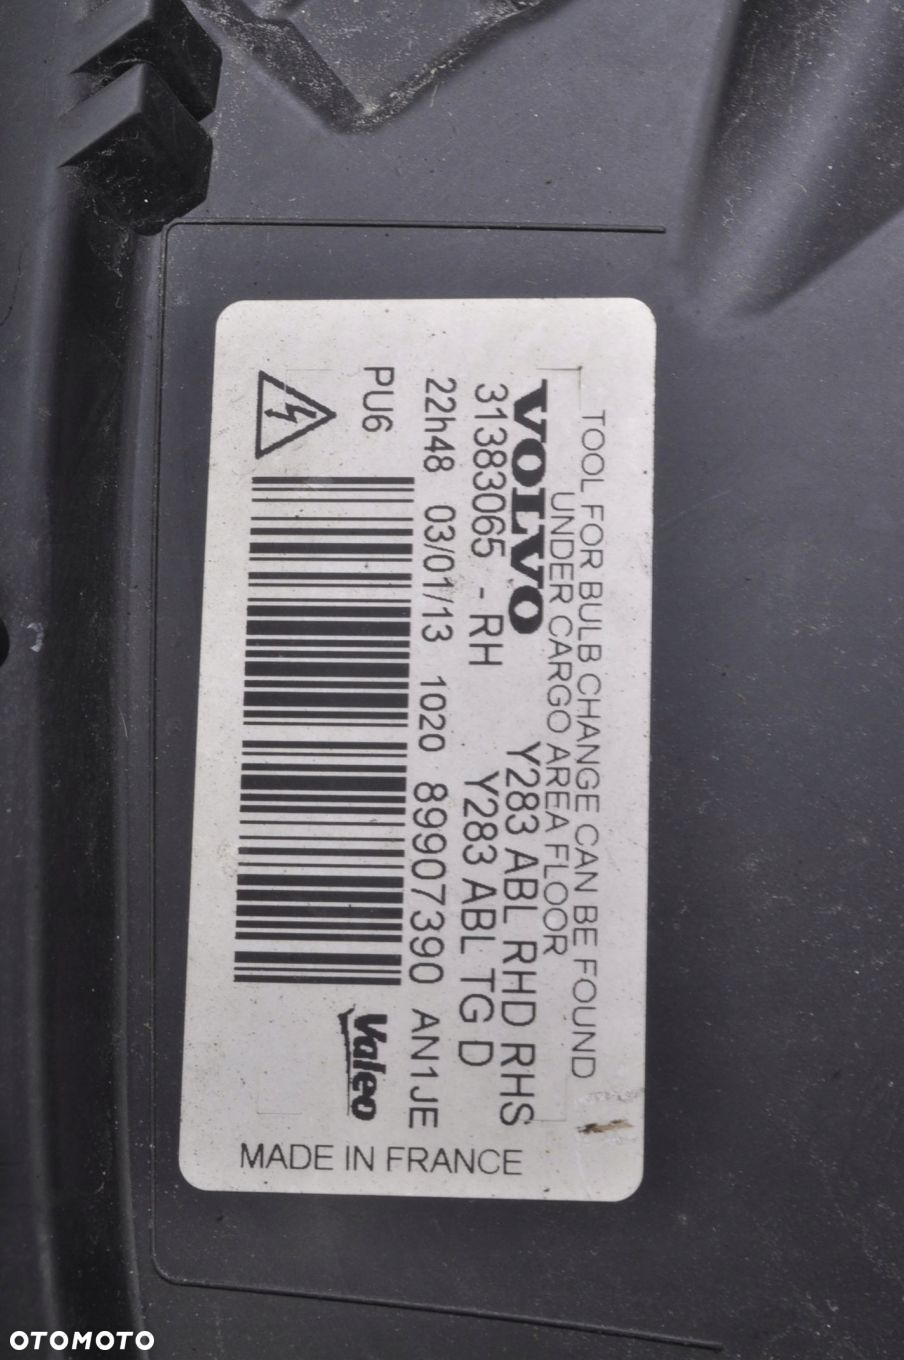 TOOL FOR BULB CHANGE CAN BE FOUND
UNDER CARGO AREA FLOOR
VOLVO
Y283 ABL RHD RHS
31383065 - RH
Y283 ABL TG D
22h48 03/01/13 1020 89907390 AN1JE
PU6
Valeo
MADE IN FRANCE
OTOMOTO